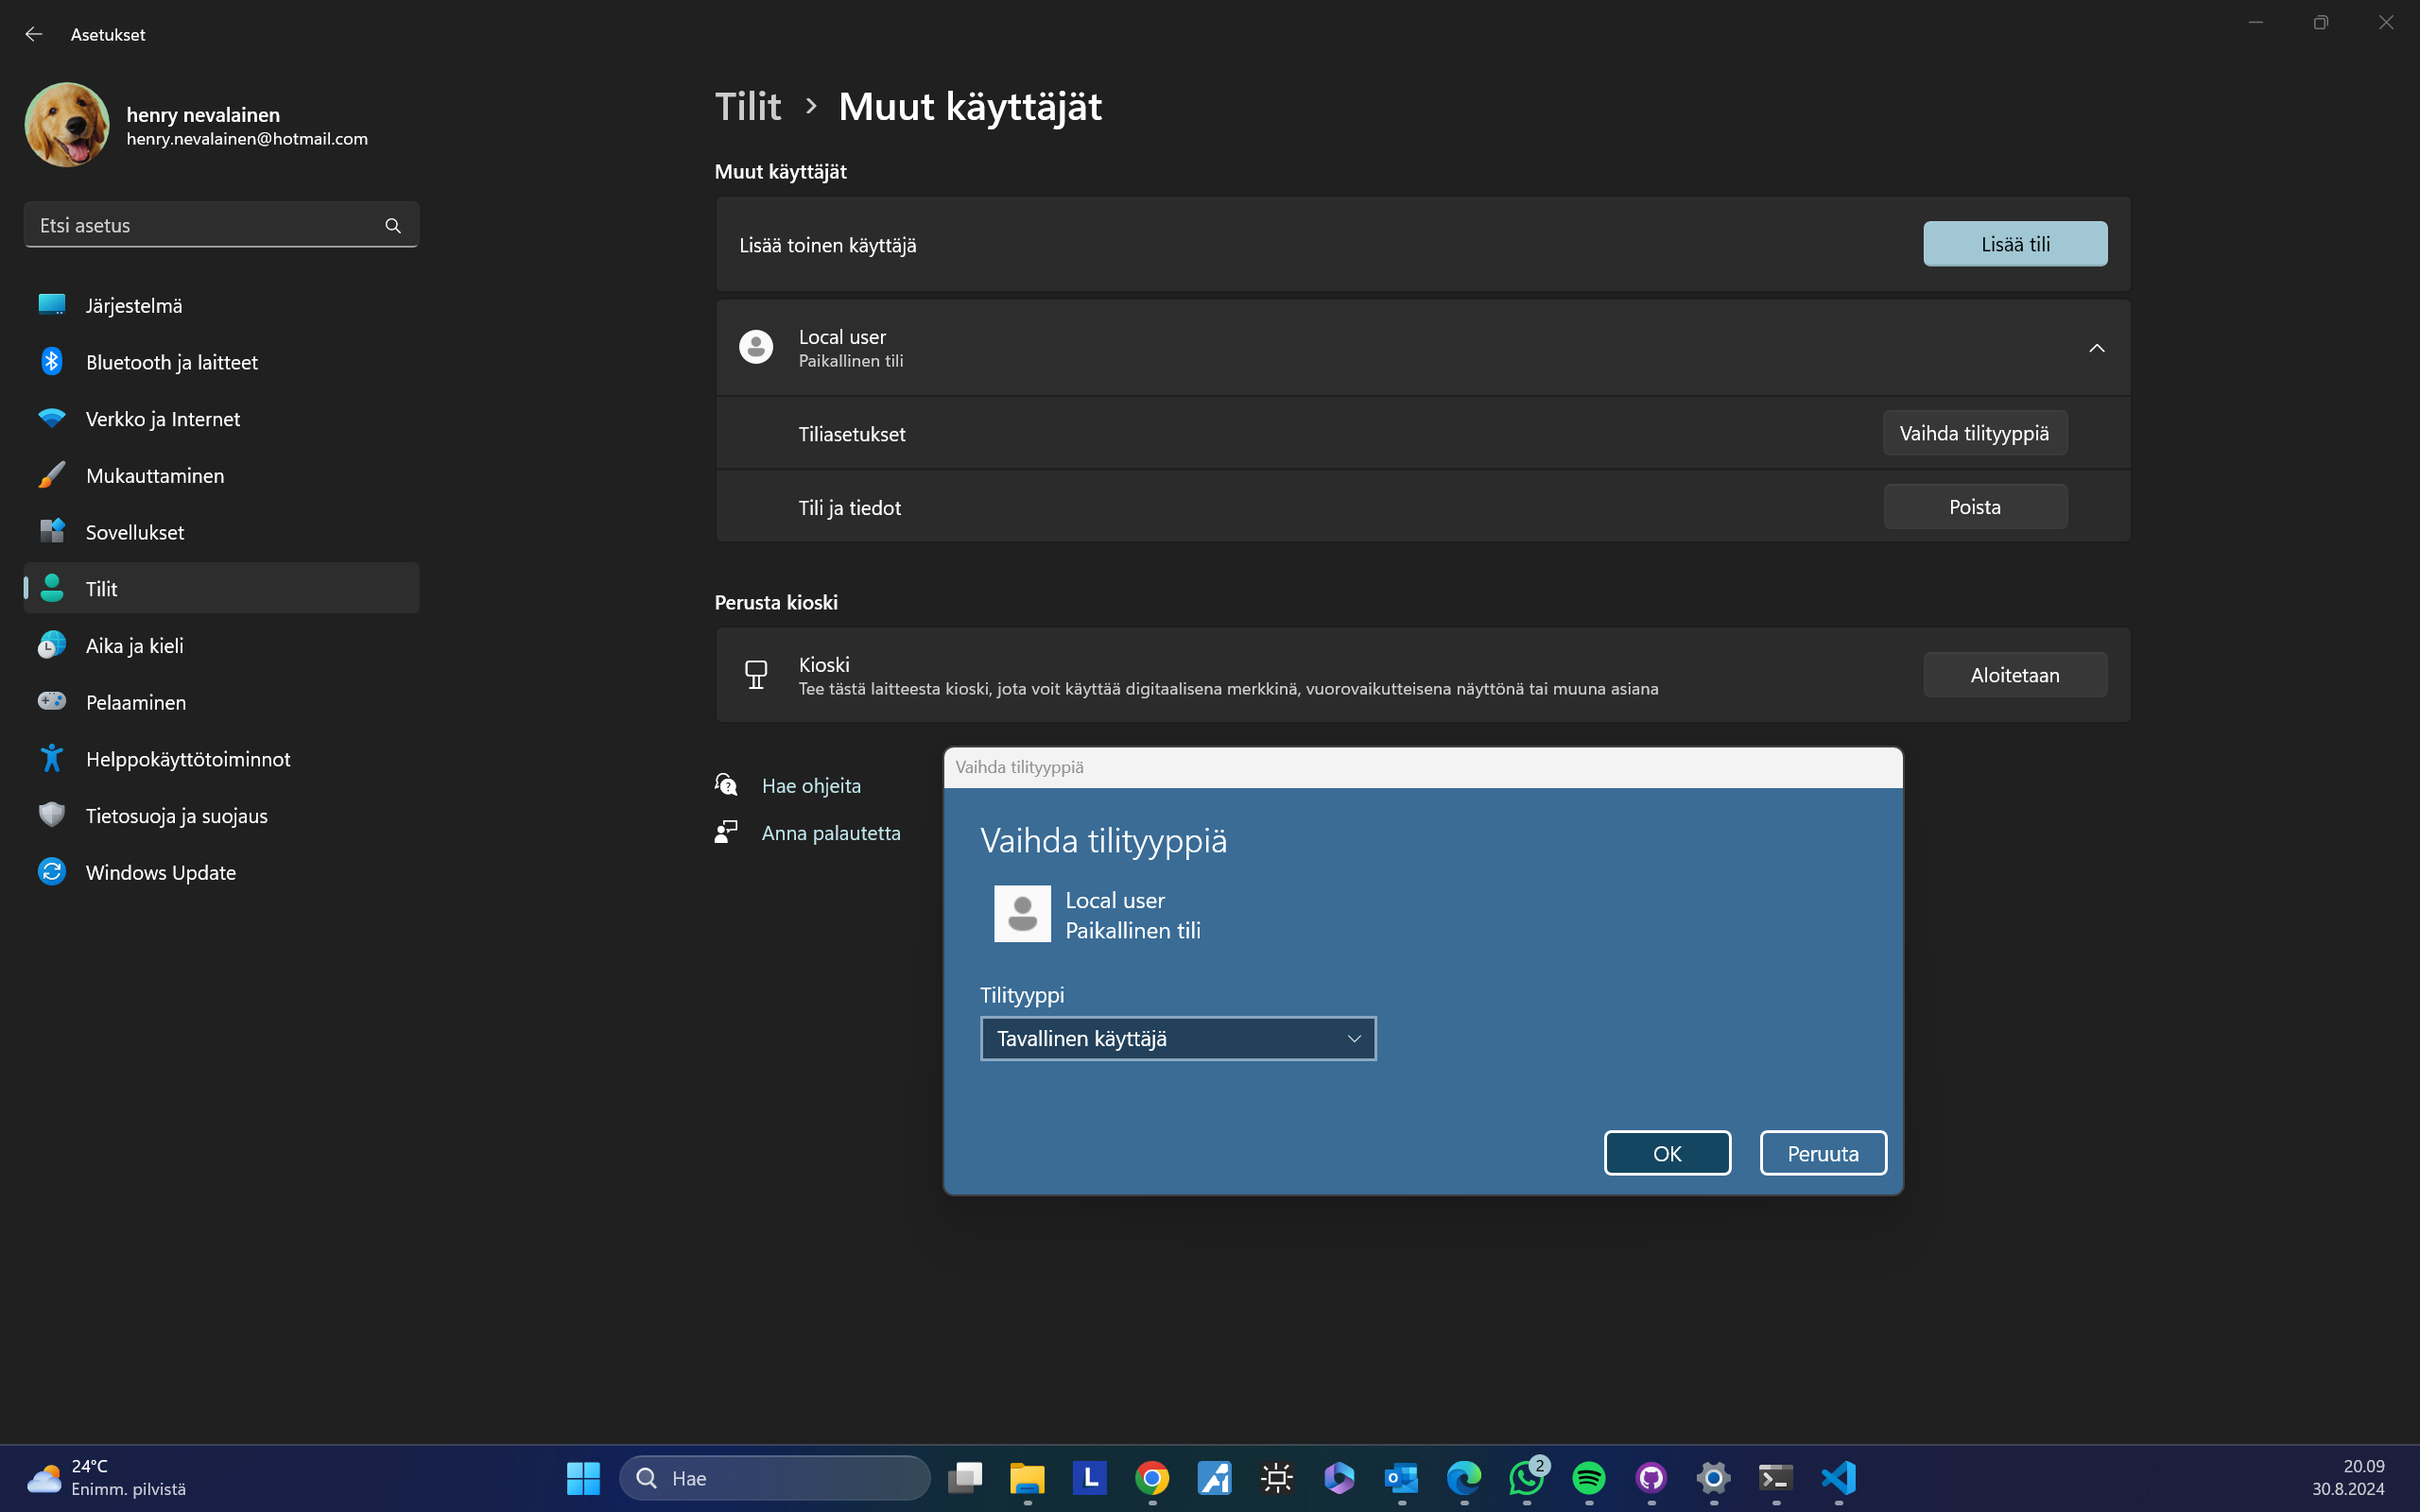 Asetukset
henry nevalainen
henry.nevalainen@hotmail.com
Etsi asetus
Järjestelmä
Bluetooth ja laitteet
Verkko ja Internet
Mukauttaminen
Sovellukset
Tilit
Aika ja kieli
Pelaaminen
Helppokäyttötoiminnot
Tietosuoja ja suojaus
Windows Update
Tilit > Muut käyttäjät
Muut käyttäjät
Lisää toinen käyttäjä
Lisää tili
Local user
Paikallinen tili
Tiliasetukset
Vaihda tilityyppiä
Tili ja tiedot
Poista
Perusta kioski
Kioski
Tee tästä laitteesta kioski, jota voit käyttää digitaalisena merkkinä, vuorovaikutteisena näyttönä tai muuna asiana
Aloitetaan
Hae ohjeita
Anna palautetta
Vaihda tilityyppiä
Vaihda tilityyppiä
Local user
Paikallinen tili
Tilityyppi
Tavallinen käyttäjä
OK
Peruuta
24°C
Enimm. pilvistä
Hae
L
2
20.09
30.8.2024